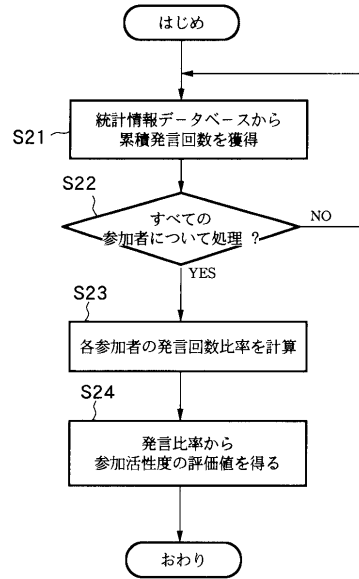 はじめ
S21
統計情報データベースから
累積発言回数を獲得
S22
すべての
参加者について処理 ?
NO
YES
S23
各参加者の発言回数比率を計算
S24
発言比率から
参加活性度の評価値を得る
おわり